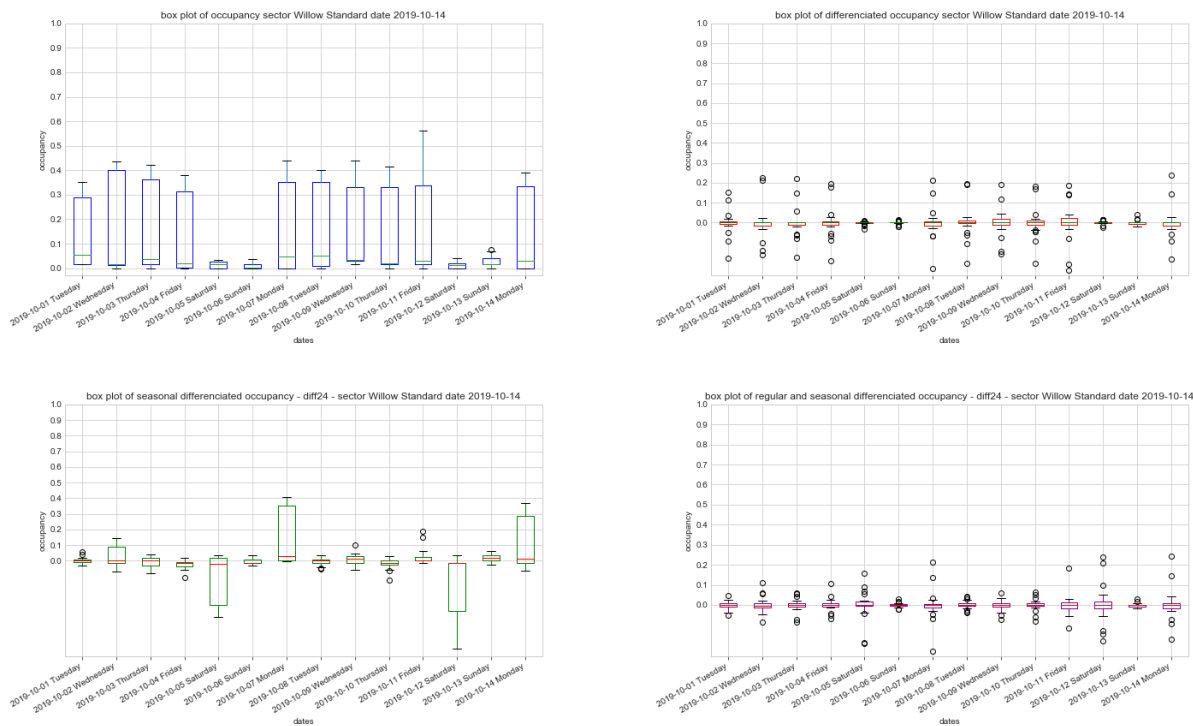 box plot of occupancy sector Willow Standard date 2019-10-14
1.0
0.9
0.8
0.7
0.6
0.5
0.4
0.3
0.2
0.1
0.0
occupancy
2019-10-01 Tuesday
2019-10-02 Wednesday
2019-10-03 Thursday
2019-10-04 Friday
2019-10-05 Saturday
2019-10-06 Sunday
2019-10-07 Monday
2019-10-08 Tuesday
2019-10-09 Wednesday
2019-10-10 Thursday
2019-10-11 Friday
2019-10-12 Saturday
2019-10-13 Sunday
2019-10-14 Monday
dates
box plot of differenciated occupancy sector Willow Standard date 2019-10-14
1.0
0.9
0.8
0.7
0.6
0.5
0.4
0.3
0.2
0.1
0.0
occupancy
2019-10-01 Tuesday
2019-10-02 Wednesday
2019-10-03 Thursday
2019-10-04 Friday
2019-10-05 Saturday
2019-10-06 Sunday
2019-10-07 Monday
2019-10-08 Tuesday
2019-10-09 Wednesday
2019-10-10 Thursday
2019-10-11 Friday
2019-10-12 Saturday
2019-10-13 Sunday
2019-10-14 Monday
dates
box plot of seasonal differenciated occupancy - diff24 - sector Willow Standard date 2019-10-14
1.0
0.9
0.8
0.7
0.6
0.5
0.4
0.3
0.2
0.1
0.0
occupancy
2019-10-01 Tuesday
2019-10-02 Wednesday
2019-10-03 Thursday
2019-10-04 Friday
2019-10-05 Saturday
2019-10-06 Sunday
2019-10-07 Monday
2019-10-08 Tuesday
2019-10-09 Wednesday
2019-10-10 Thursday
2019-10-11 Friday
2019-10-12 Saturday
2019-10-13 Sunday
2019-10-14 Monday
dates
box plot of regular and seasonal differenciated occupancy - diff24 - sector Willow Standard date 2019-10-14
1.0
0.9
0.8
0.7
0.6
0.5
0.4
0.3
0.2
0.1
0.0
occupancy
2019-10-01 Tuesday
2019-10-02 Wednesday
2019-10-03 Thursday
2019-10-04 Friday
2019-10-05 Saturday
2019-10-06 Sunday
2019-10-07 Monday
2019-10-08 Tuesday
2019-10-09 Wednesday
2019-10-10 Thursday
2019-10-11 Friday
2019-10-12 Saturday
2019-10-13 Sunday
2019-10-14 Monday
dates